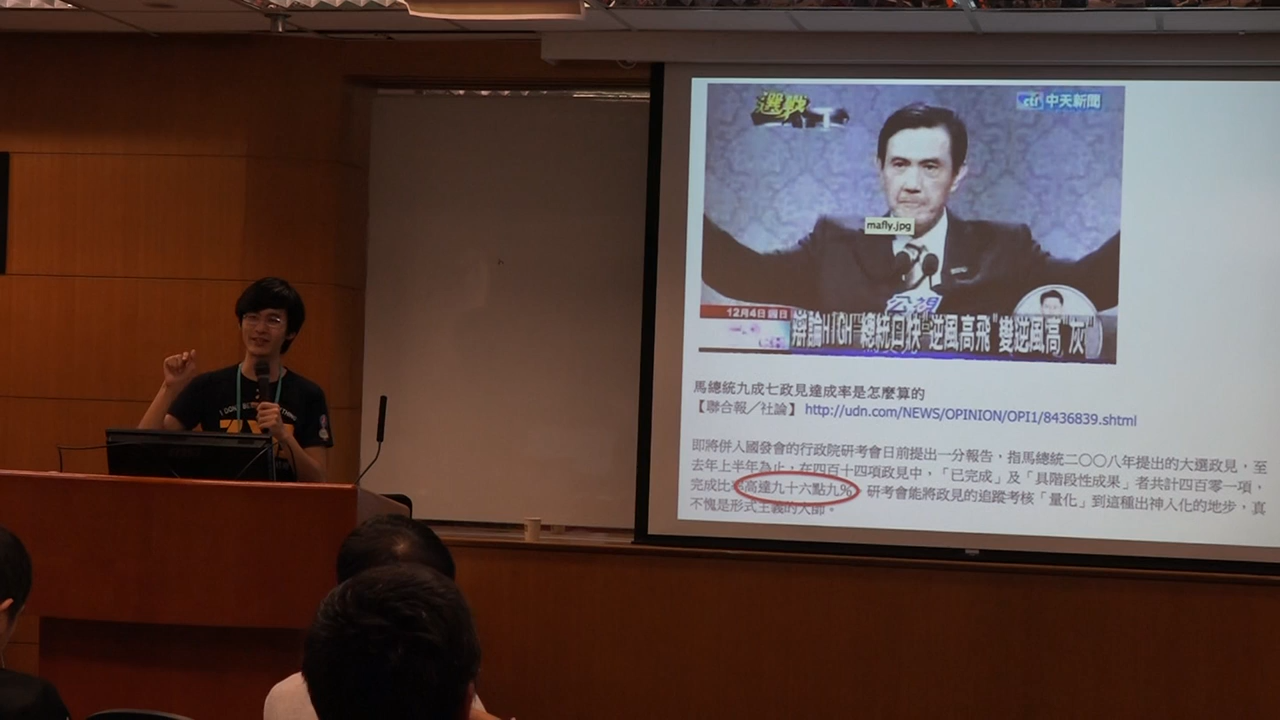 選戰
cti 中天新聞
mafly.jpg
公視
12月4日 週日
辯論HIGH"總統口快"逆風高飛"變逆風高"灰"
馬總統九成七政見達成率是怎麼算的
【聯合報／社論】 http://udn.com/NEWS/OPINION/OPI1/8436839.shtml
即將併入國發會的行政院研考會日前提出一分報告，指馬總統二〇〇八年提出的大選政見，至
去年上半年為止，在四百十四項政見中，「已完成」及「具階段性成果」者共計四百零一項，
完成比率高達九十六點九%，研考會能將政見的追蹤考核「量化」到這種出神入化的地步，真
不愧是形式主義的大師。
I DON'T